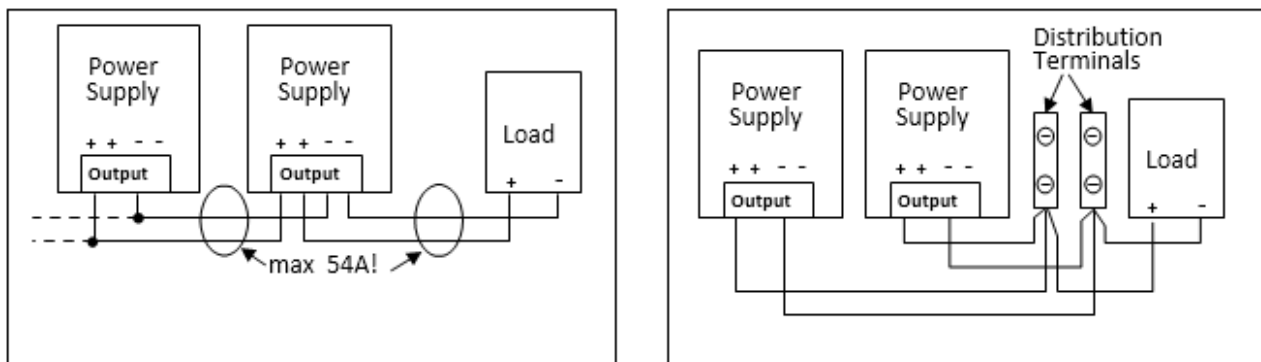 Power
Supply
+ + - -
Output
Power
Supply
+ + - -
Output
Load
+ -
max 54A!
Distribution
Terminals
Power
Supply
+ + - -
Output
Power
Supply
+ + - -
Output
Load
+ -